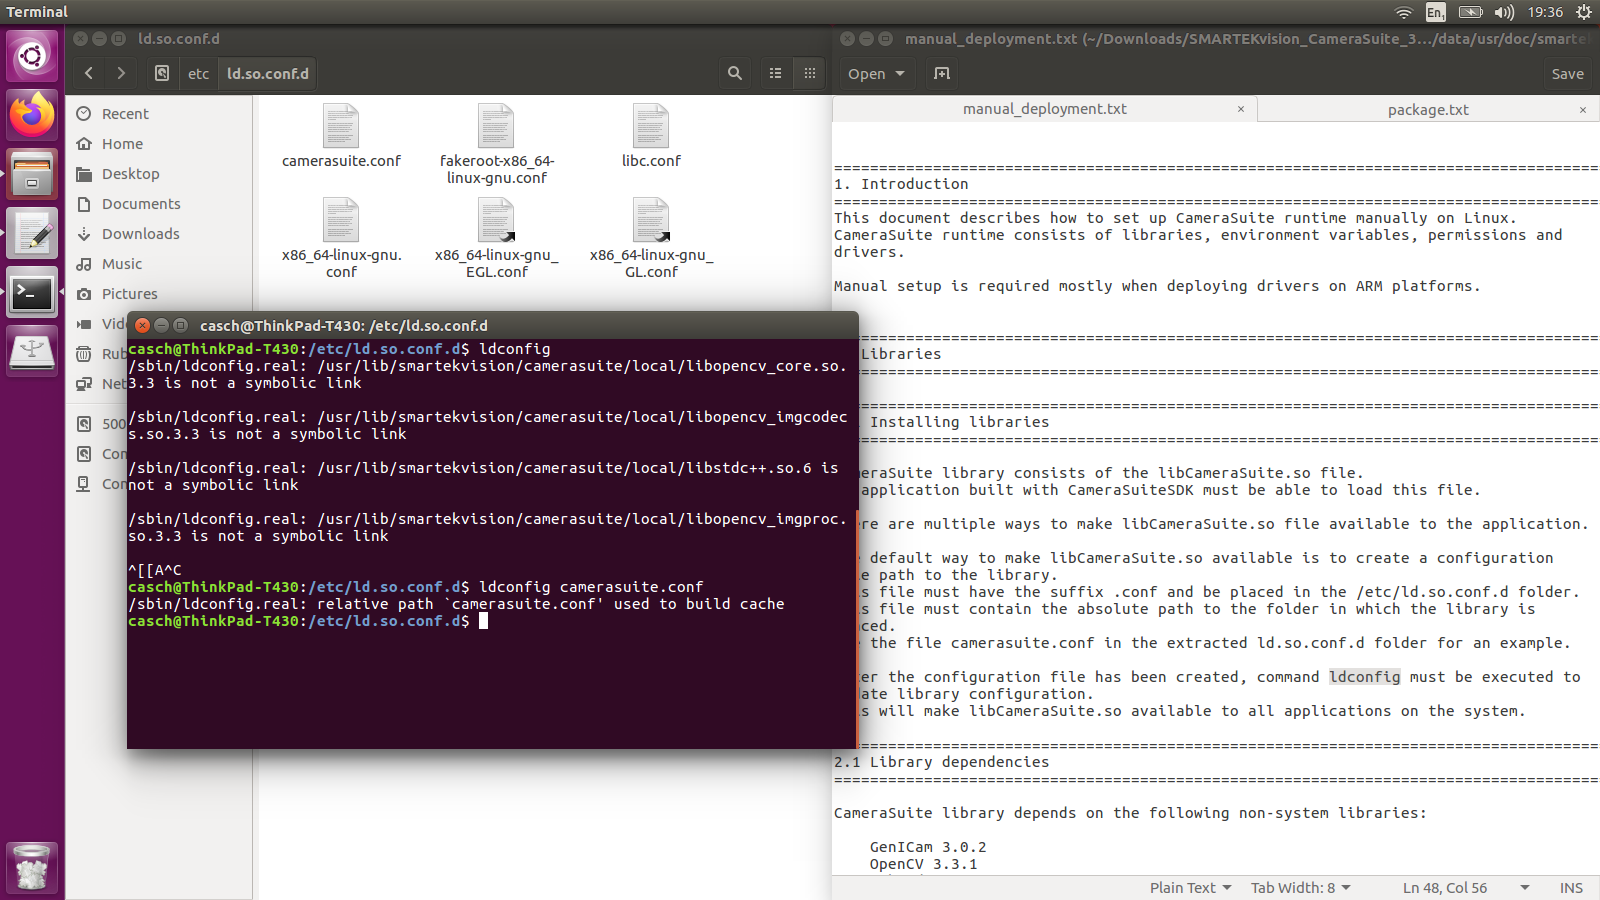 Terminal
En1
19:36
ld.so.conf.d
etc
ld.so.conf.d
Recent
Home
Desktop
Documents
Downloads
Music
Pictures
Vid
Rub
Net
500
Con
Con
camerasuite.conf
fakeroot-x86_64-
linux-gnu.conf
libc.conf
x86_64-linux-gnu.
conf
x86_64-linux-gnu_
EGL.conf
x86_64-linux-gnu_
GL.conf
casch@ThinkPad-T430: /etc/ld.so.conf.d
casch@ThinkPad-T430:/etc/ld.so.conf.d$ ldconfig
/sbin/ldconfig.real: /usr/lib/smartekvision/camerasuite/local/libopencv_core.so.
3.3 is not a symbolic link
/sbin/ldconfig.real: /usr/lib/smartekvision/camerasuite/local/libopencv_imgcodec
s.so.3.3 is not a symbolic link
/sbin/ldconfig.real: /usr/lib/smartekvision/camerasuite/local/libstdc++.so.6 is
not a symbolic link
/sbin/ldconfig.real: /usr/lib/smartekvision/camerasuite/local/libopencv_imgproc.
so.3.3 is not a symbolic link
^[[A^C
casch@ThinkPad-T430:/etc/ld.so.conf.d$ ldconfig camerasuite.conf
/sbin/ldconfig.real: relative path `camerasuite.conf' used to build cache
casch@ThinkPad-T430:/etc/ld.so.conf.d$
manual_deployment.txt (~/Downloads/SMARTEKvision_CameraSuite_3.../data/usr/doc/smartek
Open
Save
manual_deployment.txt
package.txt
=====================================================================================
1. Introduction
=====================================================================================
This document describes how to set up CameraSuite runtime manually on Linux.
CameraSuite runtime consists of libraries, environment variables, permissions and
drivers.
Manual setup is required mostly when deploying drivers on ARM platforms.
=====================================================================================
Libraries
=====================================================================================
=====================================================================================
Installing libraries
=====================================================================================
eraSuite library consists of the libCameraSuite.so file.
application built with CameraSuiteSDK must be able to load this file.
re are multiple ways to make libCameraSuite.so file available to the application.
default way to make libCameraSuite.so available is to create a configuration
e path to the library.
s file must have the suffix .conf and be placed in the /etc/ld.so.conf.d folder.
s file must contain the absolute path to the folder in which the library is
ced.
the file camerasuite.conf in the extracted ld.so.conf.d folder for an example.
er the configuration file has been created, command ldconfig must be executed to
ate library configuration.
s will make libCameraSuite.so available to all applications on the system.
=====================================================================================
2.1 Library dependencies
=====================================================================================
CameraSuite library depends on the following non-system libraries:
GenICam 3.0.2
OpenCV 3.3.1
Plain Text
Tab Width: 8
Ln 48, Col 56
INS